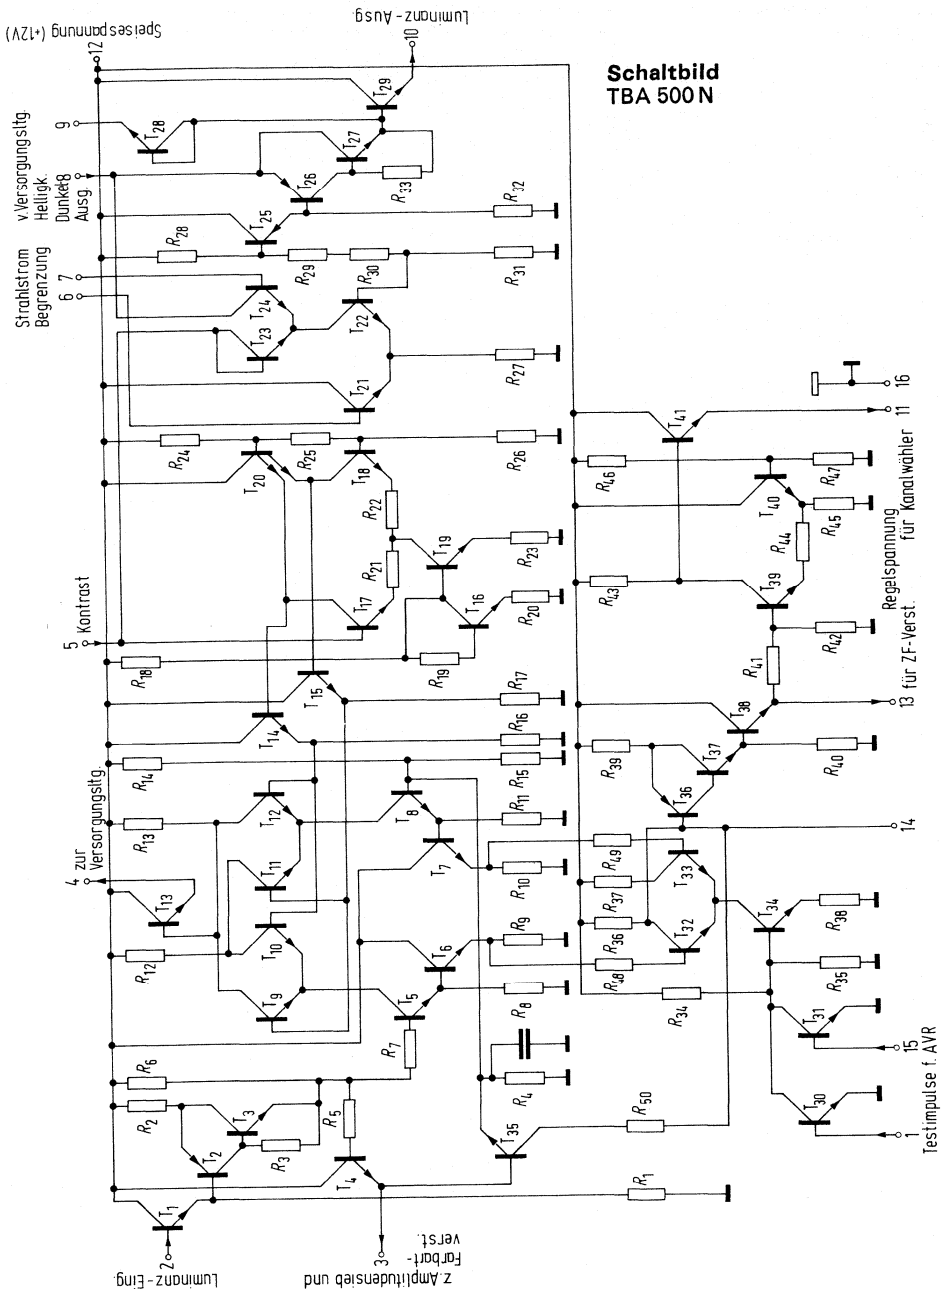 Schaltbild
TBA 500 N
Speisespannung (+12V)
12
Luminanz-Ausg.
10
9
v. Versorgungsltg.
Helligk.
Dunkel-
Ausg.
8
Strahlstrom
Begrenzung
7
6
5 Kontrast
4 zur
Versorgungsltg.
2
Luminanz-Eing.
3
z. Amplitudensieb und
Farbart-
verst.
1
15
Testimpulse f. AVR
14
13 für ZF-Verst.
Regelspannung
für Kanalwähler
11
16
T29
T28
T27
T26
R33
T25
R32
R28
R29
R30
R31
T24
T23
T22
R27
T21
R24
T20
R25
T18
R26
R22
R21
T19
R23
T17
T16
R20
R18
R19
T15
R17
T14
R16
R14
R15
R13
T12
T8
R11
T11
T7
R10
T13
R12
T10
T6
R9
T9
T5
R8
R7
R6
R2
T3
R5
R4
T2
R3
T4
T35
R50
T1
R1
T41
R46
R47
T40
R45
R44
R43
T39
R42
R41
T38
R39
T37
R40
T36
R49
T33
R37
R36
T32
R48
T34
R38
R34
R35
T31
T30